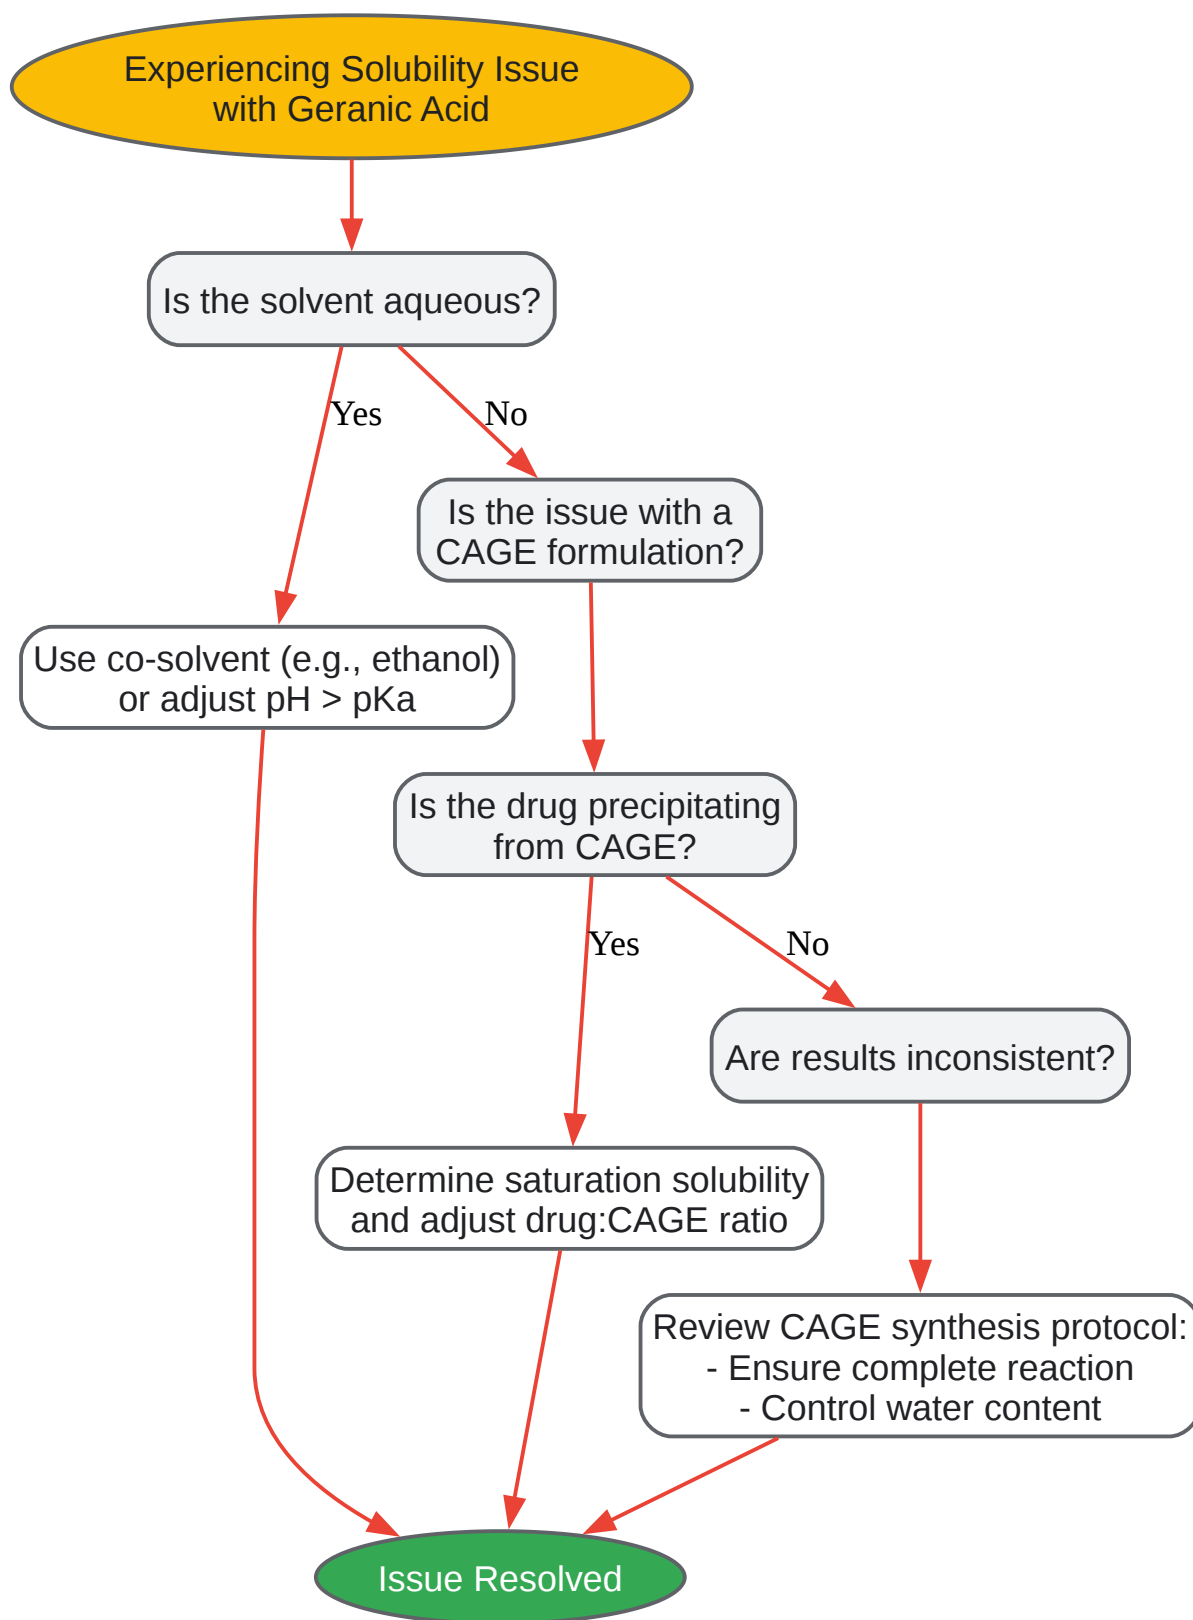 Experiencing Solubility Issue
with Geranic Acid
Is the solvent aqueous?
Yes
No
Is the issue with a
CAGE formulation?
Use co-solvent (e.g., ethanol)
or adjust pH > pKa
Is the drug precipitating
from CAGE?
Yes
No
Are results inconsistent?
Determine saturation solubility
and adjust drug:CAGE ratio
Review CAGE synthesis protocol:
- Ensure complete reaction
- Control water content
Issue Resolved